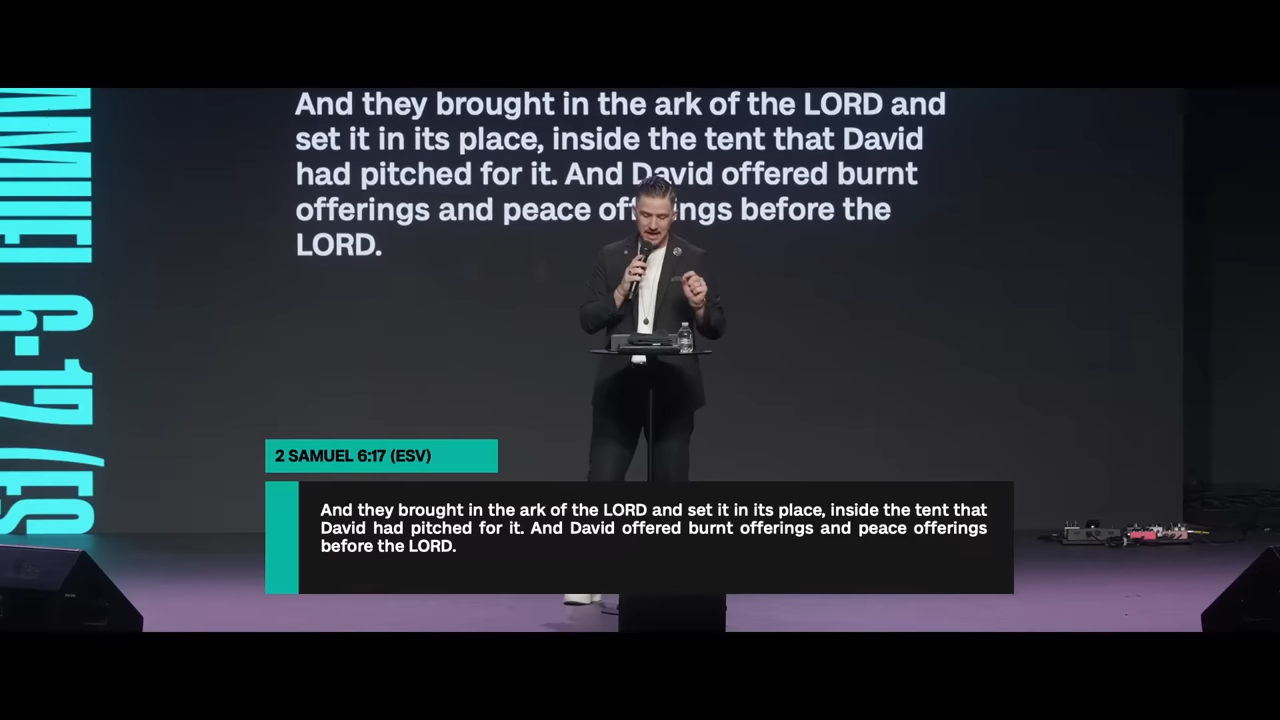 And they brought in the ark of the LORD and
set it in its place, inside the tent that David
had pitched for it. And David offered burnt
offerings and peace offerings before the
LORD.
AMUEL 6:17 (ES
2 SAMUEL 6:17 (ESV)
And they brought in the ark of the LORD and set it in its place, inside the tent that
David had pitched for it. And David offered burnt offerings and peace offerings
before the LORD.